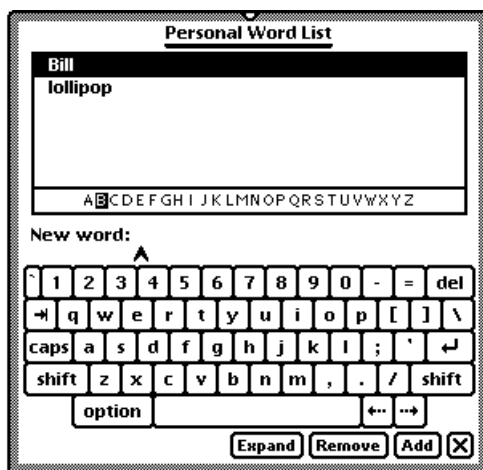 Personal Word List
Bill
lollipop
ABCDEFGHIJKLMNOPQRSTUVWXYZ
New word:
` 1 2 3 4 5 6 7 8 9 0 - = del
q w e r t y u i o p [ ] \
caps a s d f g h j k l ; '
shift z x c v b n m , . / shift
option
Expand Remove Add